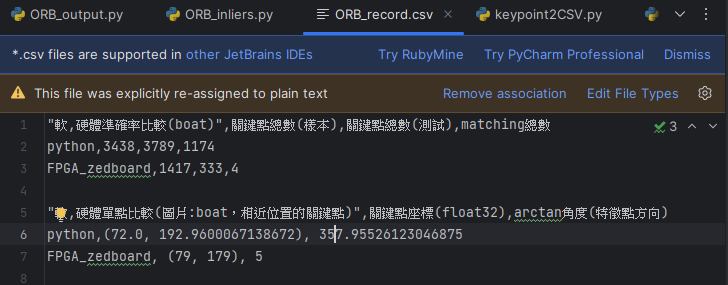 ORB_output.py ORB_inliers.py ORB_record.csv keypoint2CSV.py
*.csv files are supported in other JetBrains IDEs Try RubyMine Try PyCharm Professional Dismiss
This file was explicitly re-assigned to plain text Remove association Edit File Types
1 "軟,硬體準確率比較(boat)",關鍵點總數(樣本),關鍵點總數(測試),matching總數 3
2 python,3438,3789,1174
3 FPGA_zedboard,1417,333,4
4
5 ",硬體單點比較(圖片:boat，相近位置的關鍵點)",關鍵點座標(float32),arctan角度(特徵點方向)
6 python,(72.0, 192.9600067138672), 357.95526123046875
7 FPGA_zedboard, (79, 179), 5